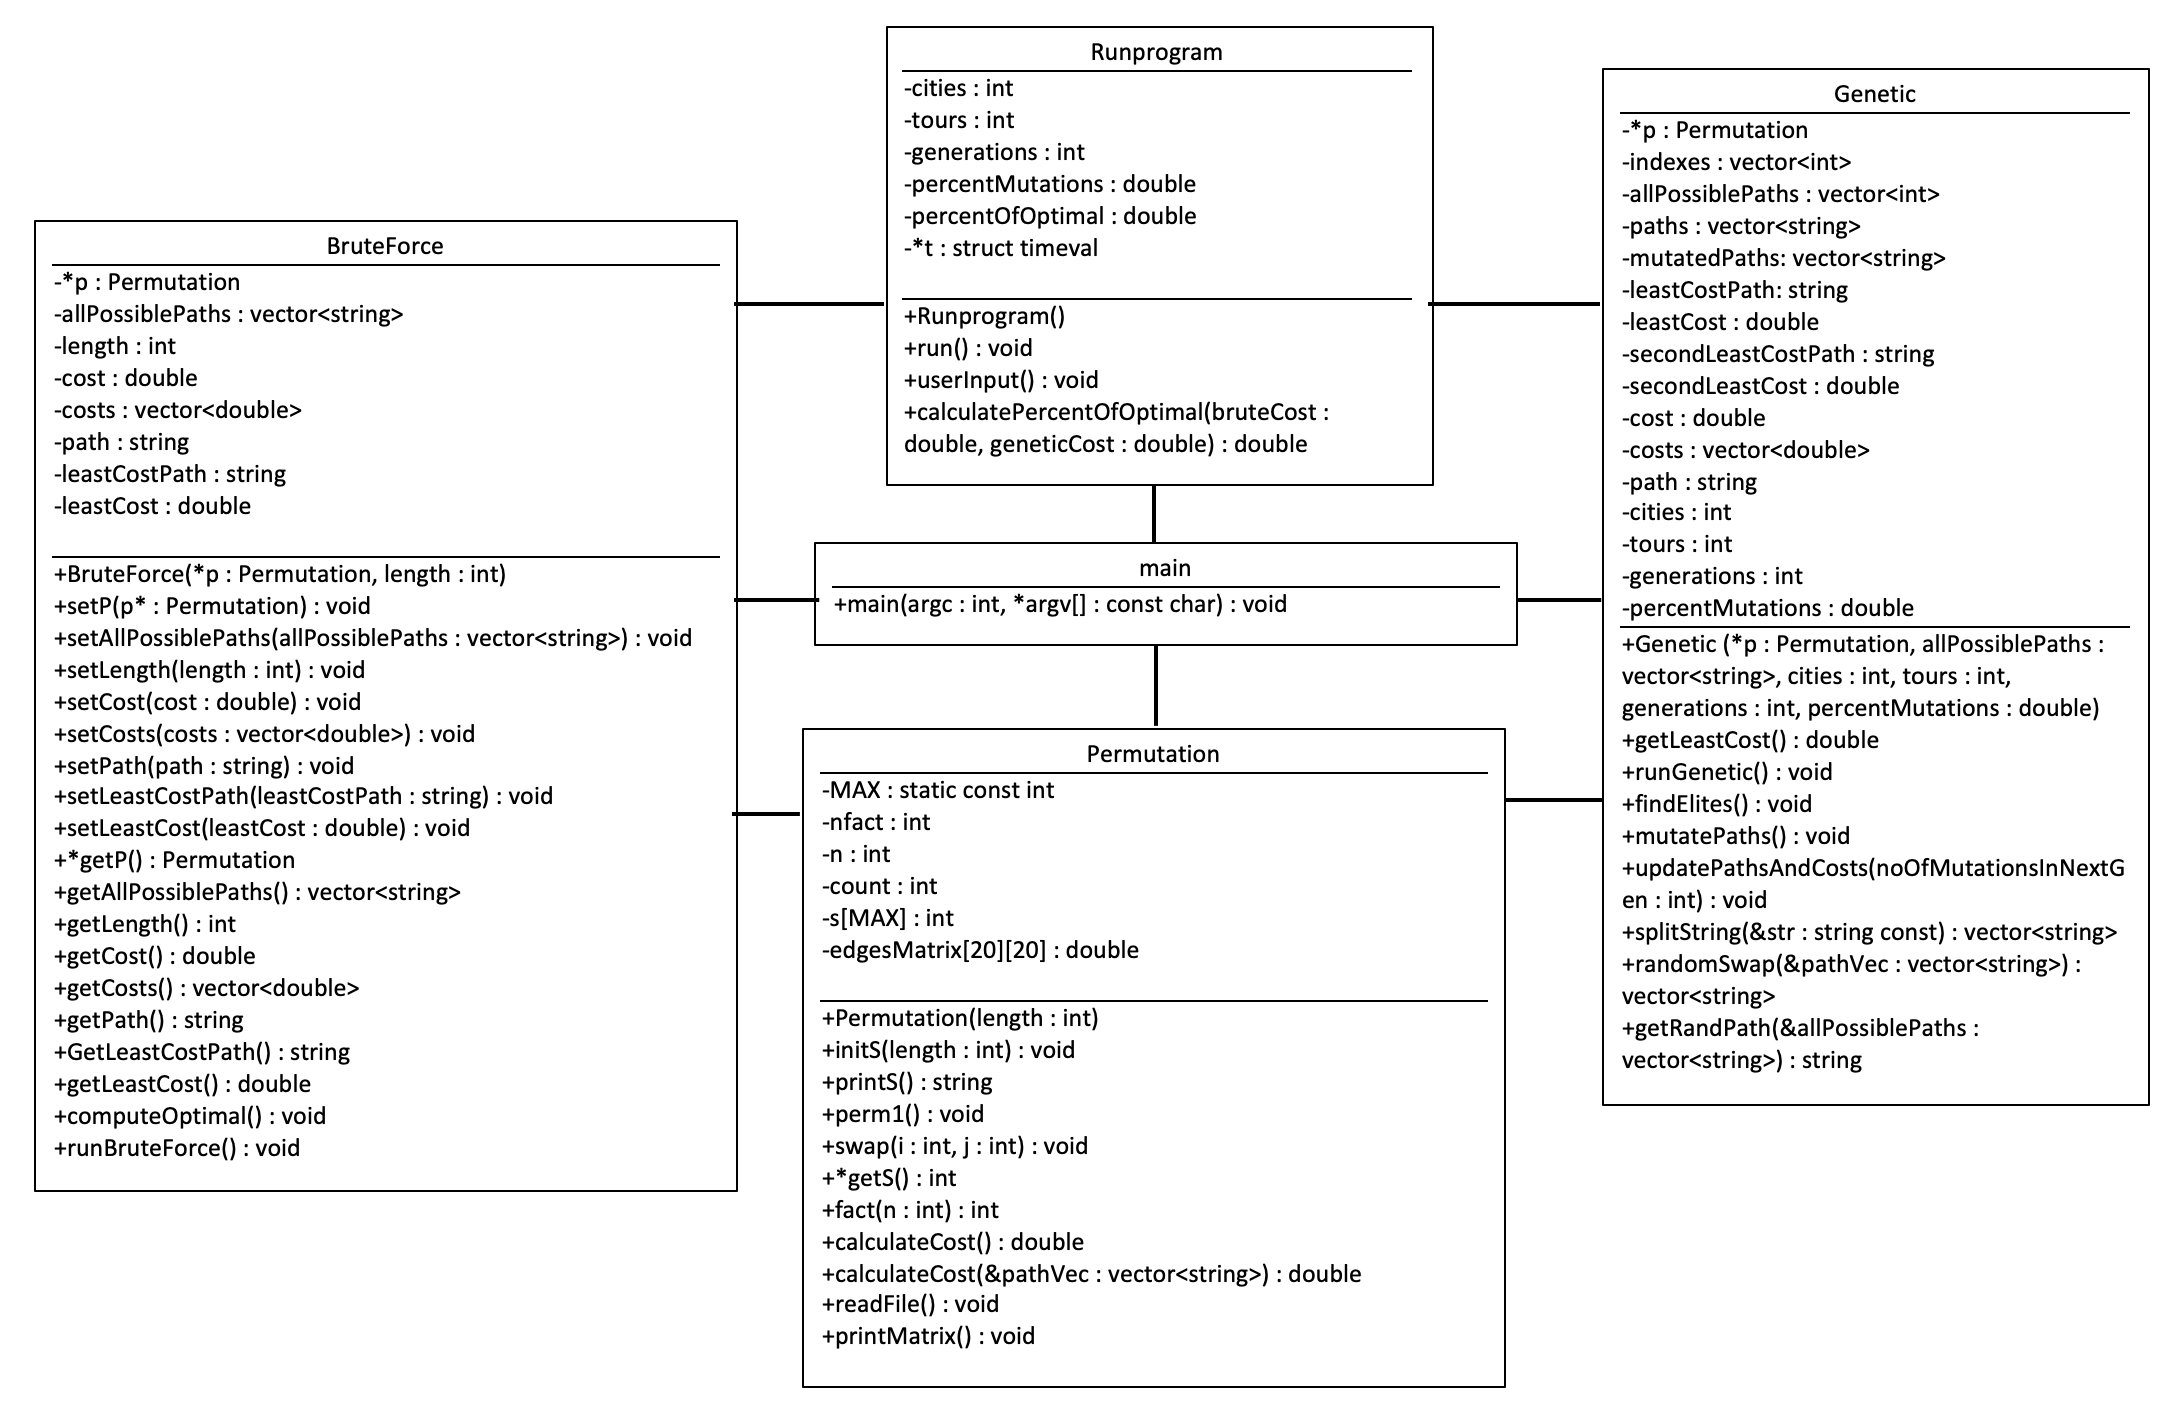 Runprogram
-cities : int
-tours : int
-generations : int
-percentMutations : double
-percentOfOptimal : double
-*t : struct timeval
+Runprogram()
+run() : void
+userInput() : void
+calculatePercentOfOptimal(bruteCost :
double, geneticCost : double) : double
BruteForce
-*p : Permutation
-allPossiblePaths : vector<string>
-length : int
-cost : double
-costs : vector<double>
-path : string
-leastCostPath : string
-leastCost : double
+BruteForce(*p : Permutation, length : int)
+setP(p* : Permutation) : void
+setAllPossiblePaths(allPossiblePaths : vector<string>) : void
+setLength(length : int) : void
+setCost(cost : double) : void
+setCosts(costs : vector<double>) : void
+setPath(path : string) : void
+setLeastCostPath(leastCostPath : string) : void
+setLeastCost(leastCost : double) : void
+*getP() : Permutation
+getAllPossiblePaths() : vector<string>
+getLength() : int
+getCost() : double
+getCosts() : vector<double>
+getPath() : string
+GetLeastCostPath() : string
+getLeastCost() : double
+computeOptimal() : void
+runBruteForce() : void
main
+main(argc : int, *argv[] : const char) : void
Permutation
-MAX : static const int
-nfact : int
-n : int
-count : int
-s[MAX] : int
-edgesMatrix[20][20] : double
+Permutation(length : int)
+initS(length : int) : void
+printS() : string
+perm1() : void
+swap(i : int, j : int) : void
+*getS() : int
+fact(n : int) : int
+calculateCost() : double
+calculateCost(&pathVec : vector<string>) : double
+readFile() : void
+printMatrix() : void
Genetic
-*p : Permutation
-indexes : vector<int>
-allPossiblePaths : vector<int>
-paths : vector<string>
-mutatedPaths: vector<string>
-leastCostPath: string
-leastCost : double
-secondLeastCostPath : string
-secondLeastCost : double
-cost : double
-costs : vector<double>
-path : string
-cities : int
-tours : int
-generations : int
-percentMutations : double
+Genetic (*p : Permutation, allPossiblePaths :
vector<string>, cities : int, tours : int,
generations : int, percentMutations : double)
+getLeastCost() : double
+runGenetic() : void
+findElites() : void
+mutatePaths() : void
+updatePathsAndCosts(noOfMutationsInNextG
en : int) : void
+splitString(&str : string const) : vector<string>
+randomSwap(&pathVec : vector<string>) :
vector<string>
+getRandPath(&allPossiblePaths :
vector<string>) : string